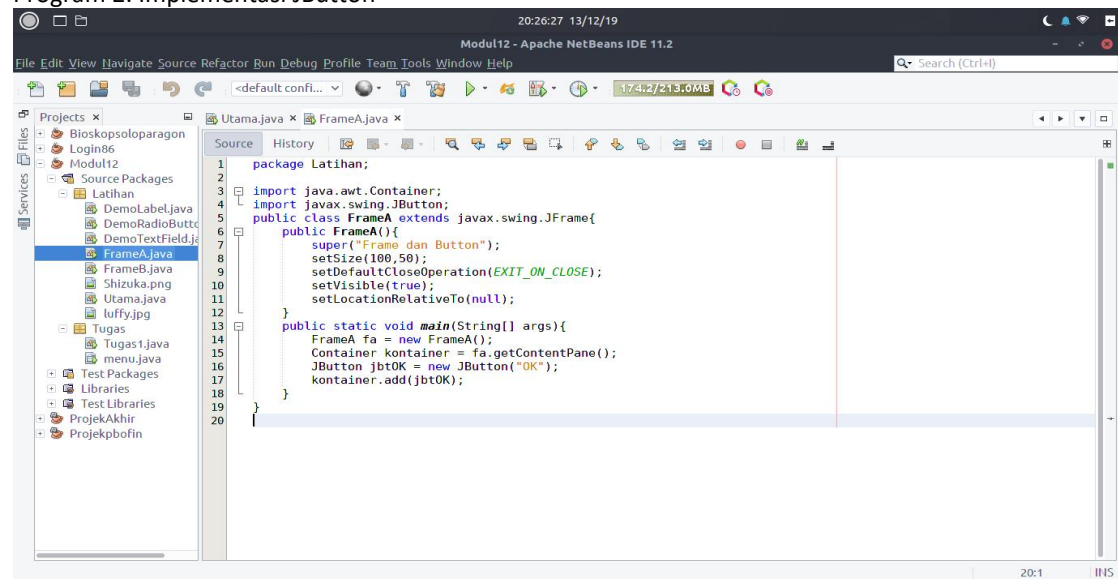 Program 2. Implementasi JButton
20:26:27 13/12/19
Modul12 - Apache NetBeans IDE 11.2
File Edit View Navigate Source Refactor Run Debug Profile Team Tools Window Help
Search (Ctrl+I)
<default confi...
174.2/213.0MB
Projects
Files
Services
Bioskopsoloparagon
Login86
Modul12
Source Packages
Latihan
DemoLabel.java
DemoRadioButto
DemoTextField.ja
FrameA.java
FrameB.java
Shizuka.png
Utama.java
luffy.jpg
Tugas
Tugas1.java
menu.java
Test Packages
Libraries
Test Libraries
ProjekAkhir
Projekpbofin
Utama.java × FrameA.java ×
Source History
1 package Latihan;
2
3 import java.awt.Container;
4 import javax.swing.JButton;
5 public class FrameA extends javax.swing.JFrame{
6 public FrameA(){
7 super("Frame dan Button");
8 setSize(100,50);
9 setDefaultCloseOperation(EXIT_ON_CLOSE);
10 setVisible(true);
11 setLocationRelativeTo(null);
12 }
13 public static void main(String[] args){
14 FrameA fa = new FrameA();
15 Container kontainer = fa.getContentPane();
16 JButton jbtOK = new JButton("OK");
17 kontainer.add(jbtOK);
18 }
19 }
20
20:1 INS